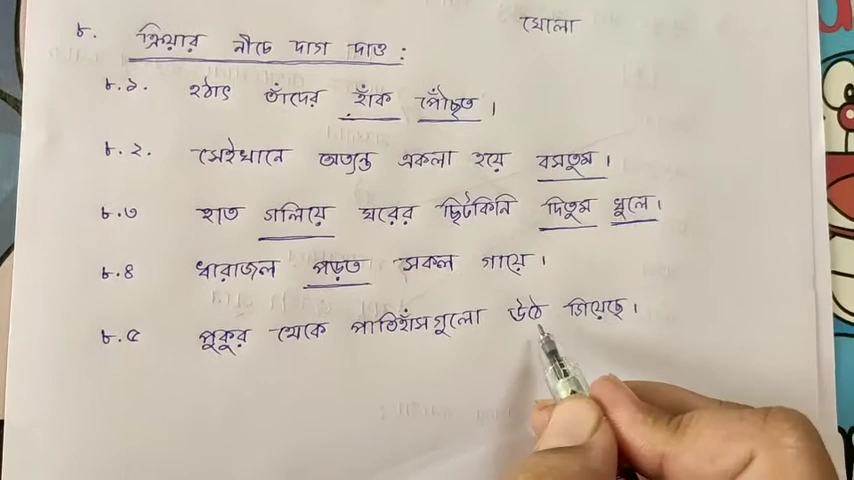 খোলা
৮. ক্রিয়ার নীচে দাগ দাও :
৮.১. হঠাৎ তাঁদের হাঁক পৌঁছত।
৮.২. সেইখানে অত্যন্ত একলা হয়ে বসতুম।
৮.৩ হাত গলিয়ে ঘরের ছিটকিনি দিতুম খুলে।
৮.৪ ধারাজল পড়ত সকল গায়ে।
৮.৫ পুকুর থেকে পাতিহাঁসগুলো উঠে গিয়েছে।